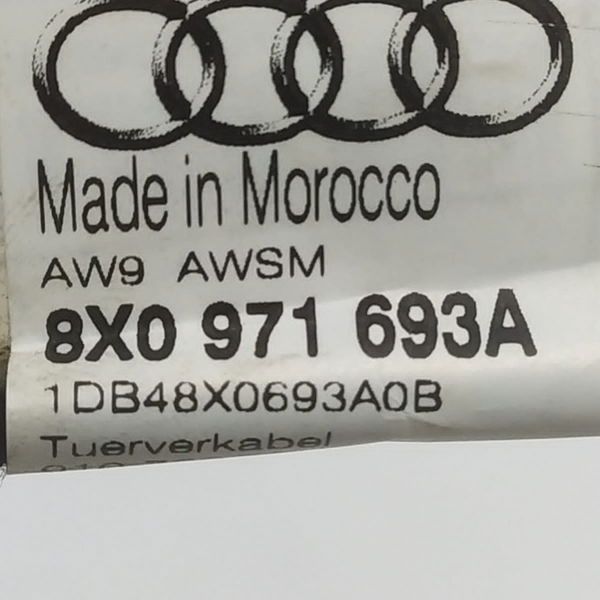 Made in Morocco
AW9 AWSM
8X0 971 693A
1DB48X0693A0B
Tuerverkabel